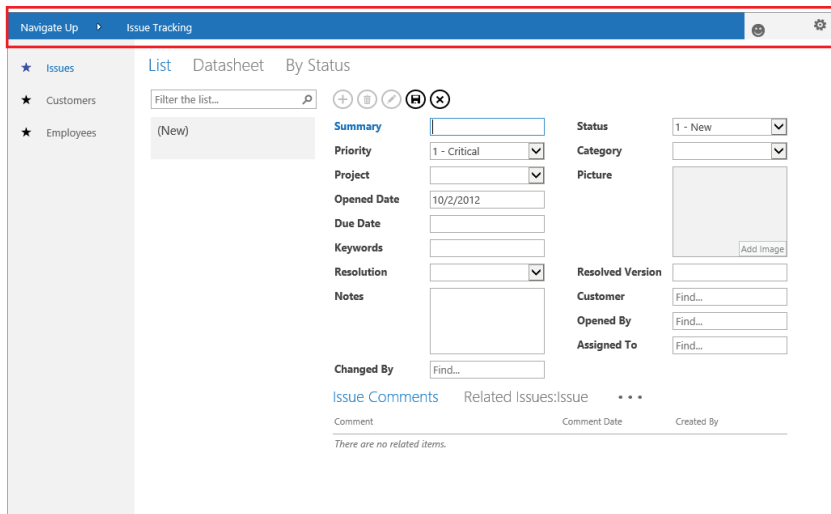 Navigate Up Issue Tracking
Issues
Customers
Employees
List Datasheet By Status
Filter the list...
(New)
Summary
Status 1 - New
Priority 1 - Critical
Category
Project
Picture
Add Image
Opened Date 10/2/2012
Due Date
Keywords
Resolution
Resolved Version
Notes
Customer Find...
Opened By Find...
Assigned To Find...
Changed By Find...
Issue Comments Related Issues:Issue • • •
Comment Comment Date Created By
There are no related items.